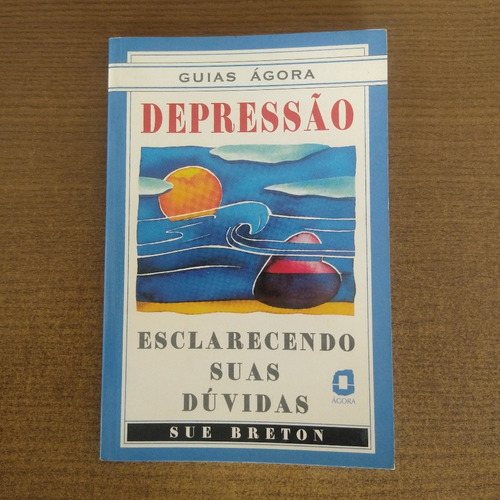 GUIAS ÁGORA
DEPRESSÃO
ESCLARECENDO
SUAS
DÚVIDAS
ÁGORA
SUE BRETON